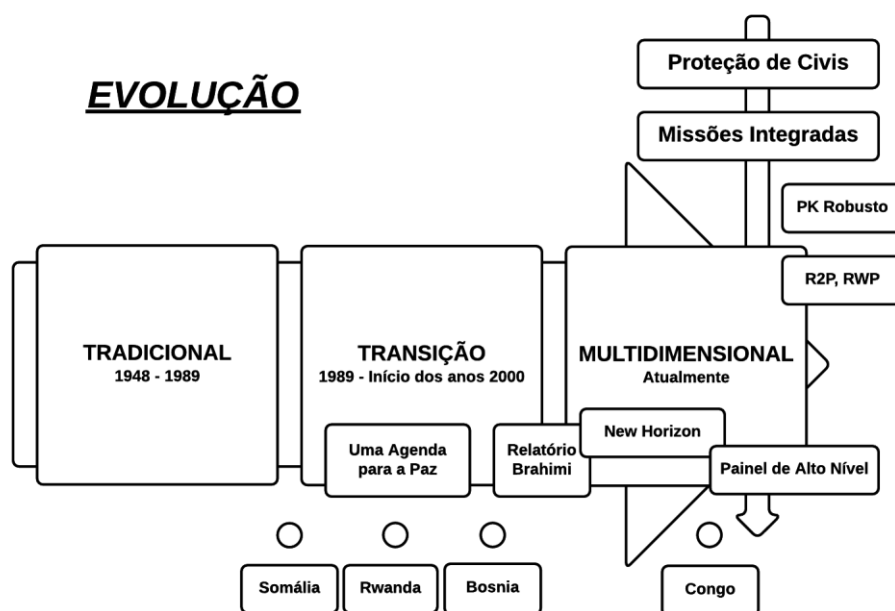 EVOLUÇÃO
Proteção de Civis
Missões Integradas
PK Robusto
R2P, RWP
TRADICIONAL
1948 - 1989
TRANSIÇÃO
1989 - Início dos anos 2000
MULTIDIMENSIONAL
Atualmente
Uma Agenda
para a Paz
Relatório
Brahimi
New Horizon
Painel de Alto Nível
Somália
Rwanda
Bosnia
Congo